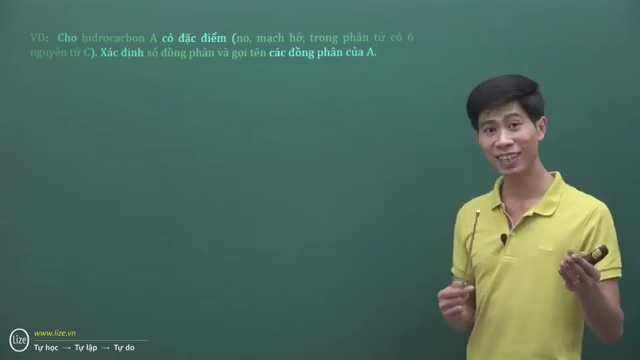 VD: Cho hidrocacbon A có đặc điểm (no, mạch hở, trong phân tử có 6
nguyên tử C). Xác định số đồng phân và gọi tên các đồng phân của A.
lize
www.lize.vn
Tự học → Tự lập → Tự do